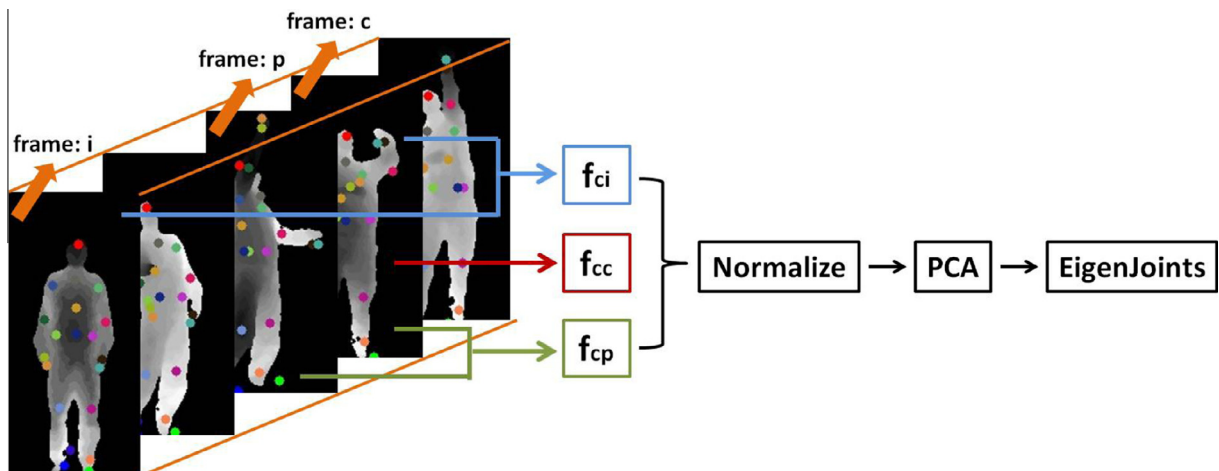 frame: c
frame: p
frame: i
fci
fcc
fcp
Normalize
PCA
EigenJoints